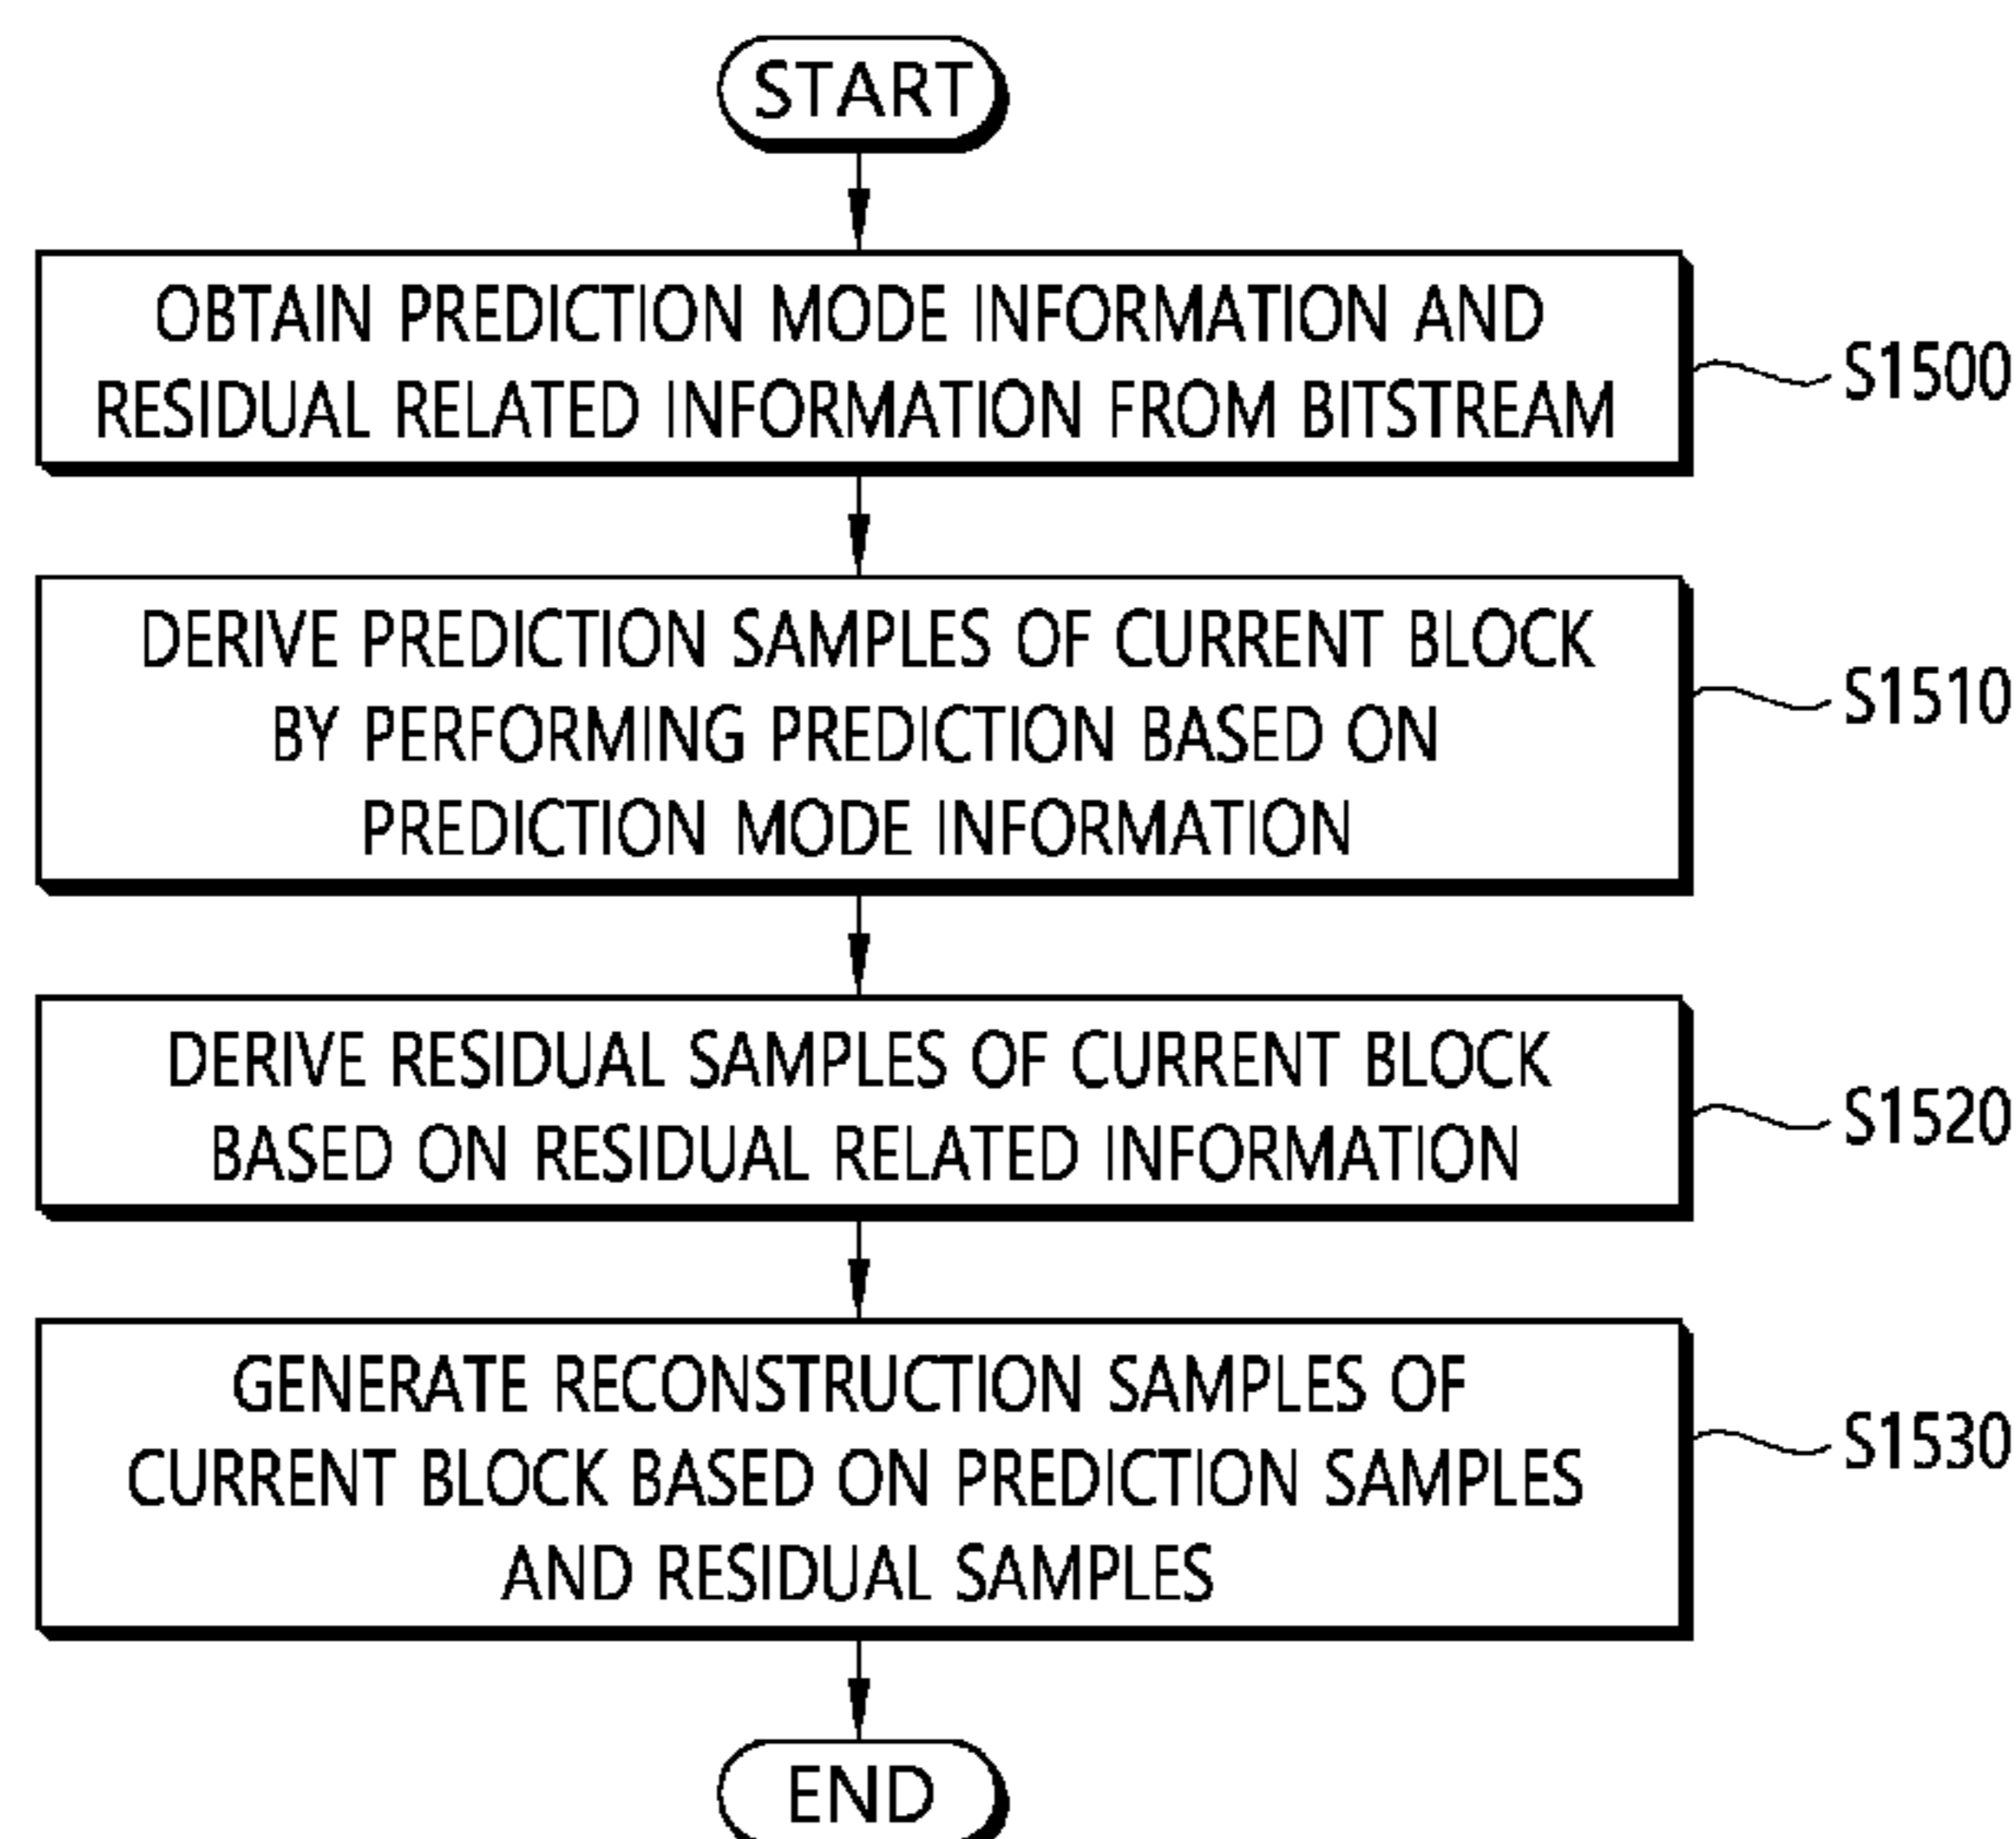 START
OBTAIN PREDICTION MODE INFORMATION AND
RESIDUAL RELATED INFORMATION FROM BITSTREAM
S1500
DERIVE PREDICTION SAMPLES OF CURRENT BLOCK
BY PERFORMING PREDICTION BASED ON
PREDICTION MODE INFORMATION
S1510
DERIVE RESIDUAL SAMPLES OF CURRENT BLOCK
BASED ON RESIDUAL RELATED INFORMATION
S1520
GENERATE RECONSTRUCTION SAMPLES OF
CURRENT BLOCK BASED ON PREDICTION SAMPLES
AND RESIDUAL SAMPLES
S1530
END